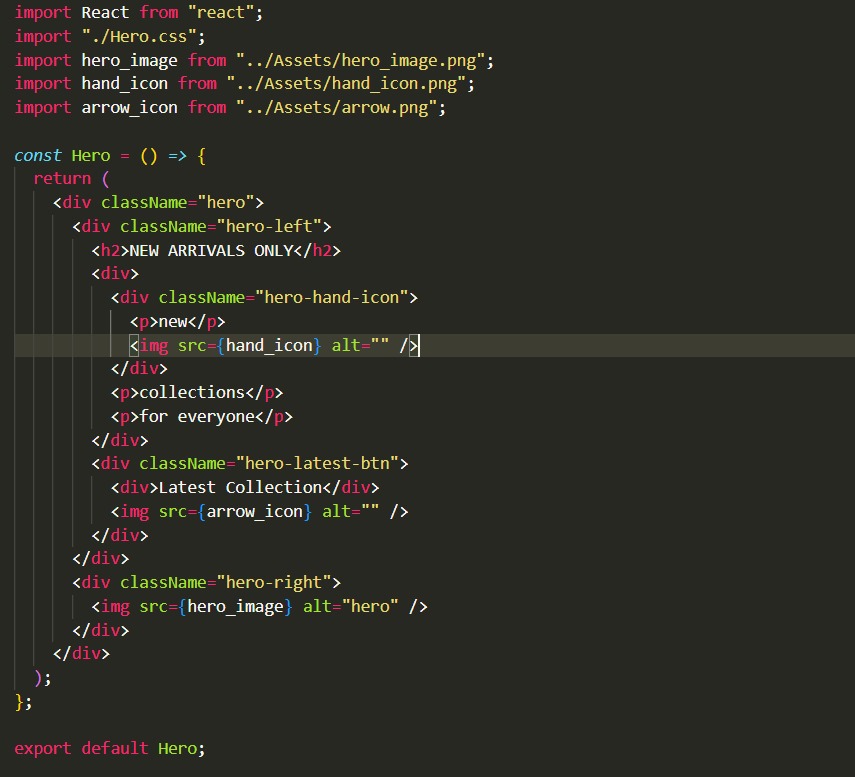 import React from "react";
import "./Hero.css";
import hero_image from "../Assets/hero_image.png";
import hand_icon from "../Assets/hand_icon.png";
import arrow_icon from "../Assets/arrow.png";

const Hero = () => {
  return (
    <div className="hero">
      <div className="hero-left">
        <h2>NEW ARRIVALS ONLY</h2>
        <div>
          <div className="hero-hand-icon">
            <p>new</p>
            <img src={hand_icon} alt="" />
          </div>
          <p>collections</p>
          <p>for everyone</p>
        </div>
        <div className="hero-latest-btn">
          <div>Latest Collection</div>
          <img src={arrow_icon} alt="" />
        </div>
      </div>
      <div className="hero-right">
        <img src={hero_image} alt="hero" />
      </div>
    </div>
  );
};

export default Hero;